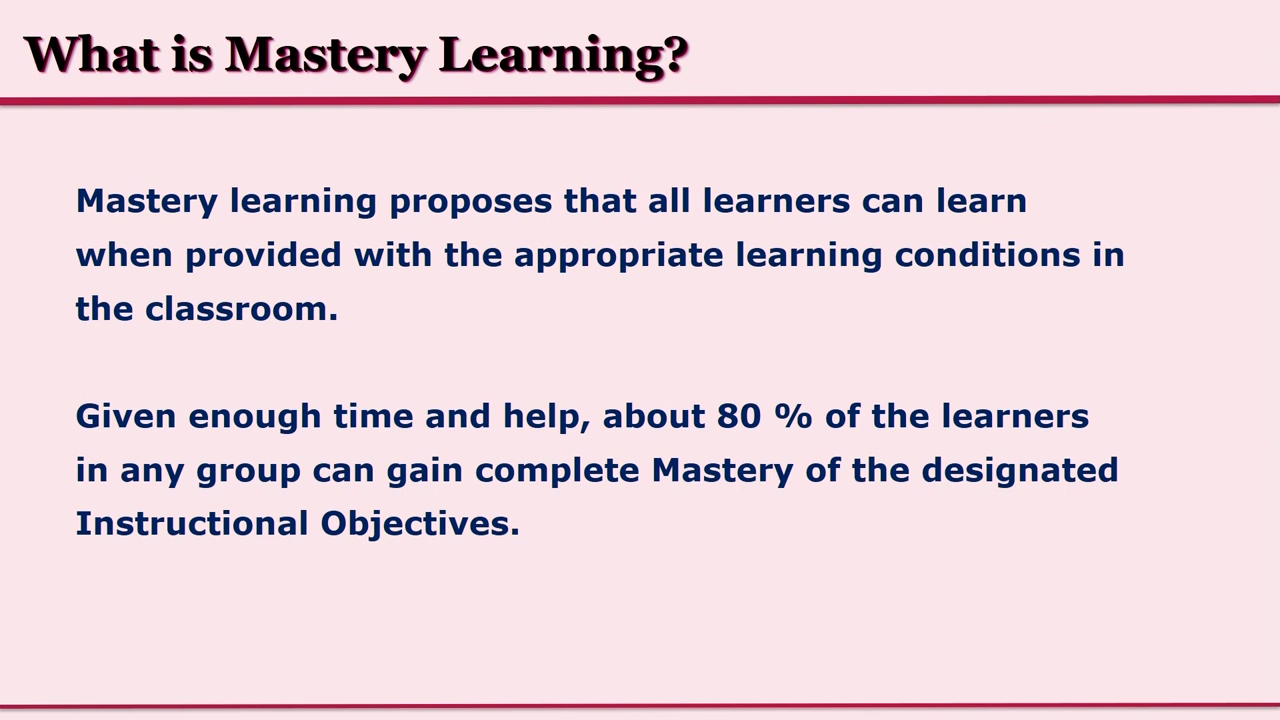 What is Mastery Learning?
Mastery learning proposes that all learners can learn
when provided with the appropriate learning conditions in
the classroom.
Given enough time and help, about 80 % of the learners
in any group can gain complete Mastery of the designated
Instructional Objectives.